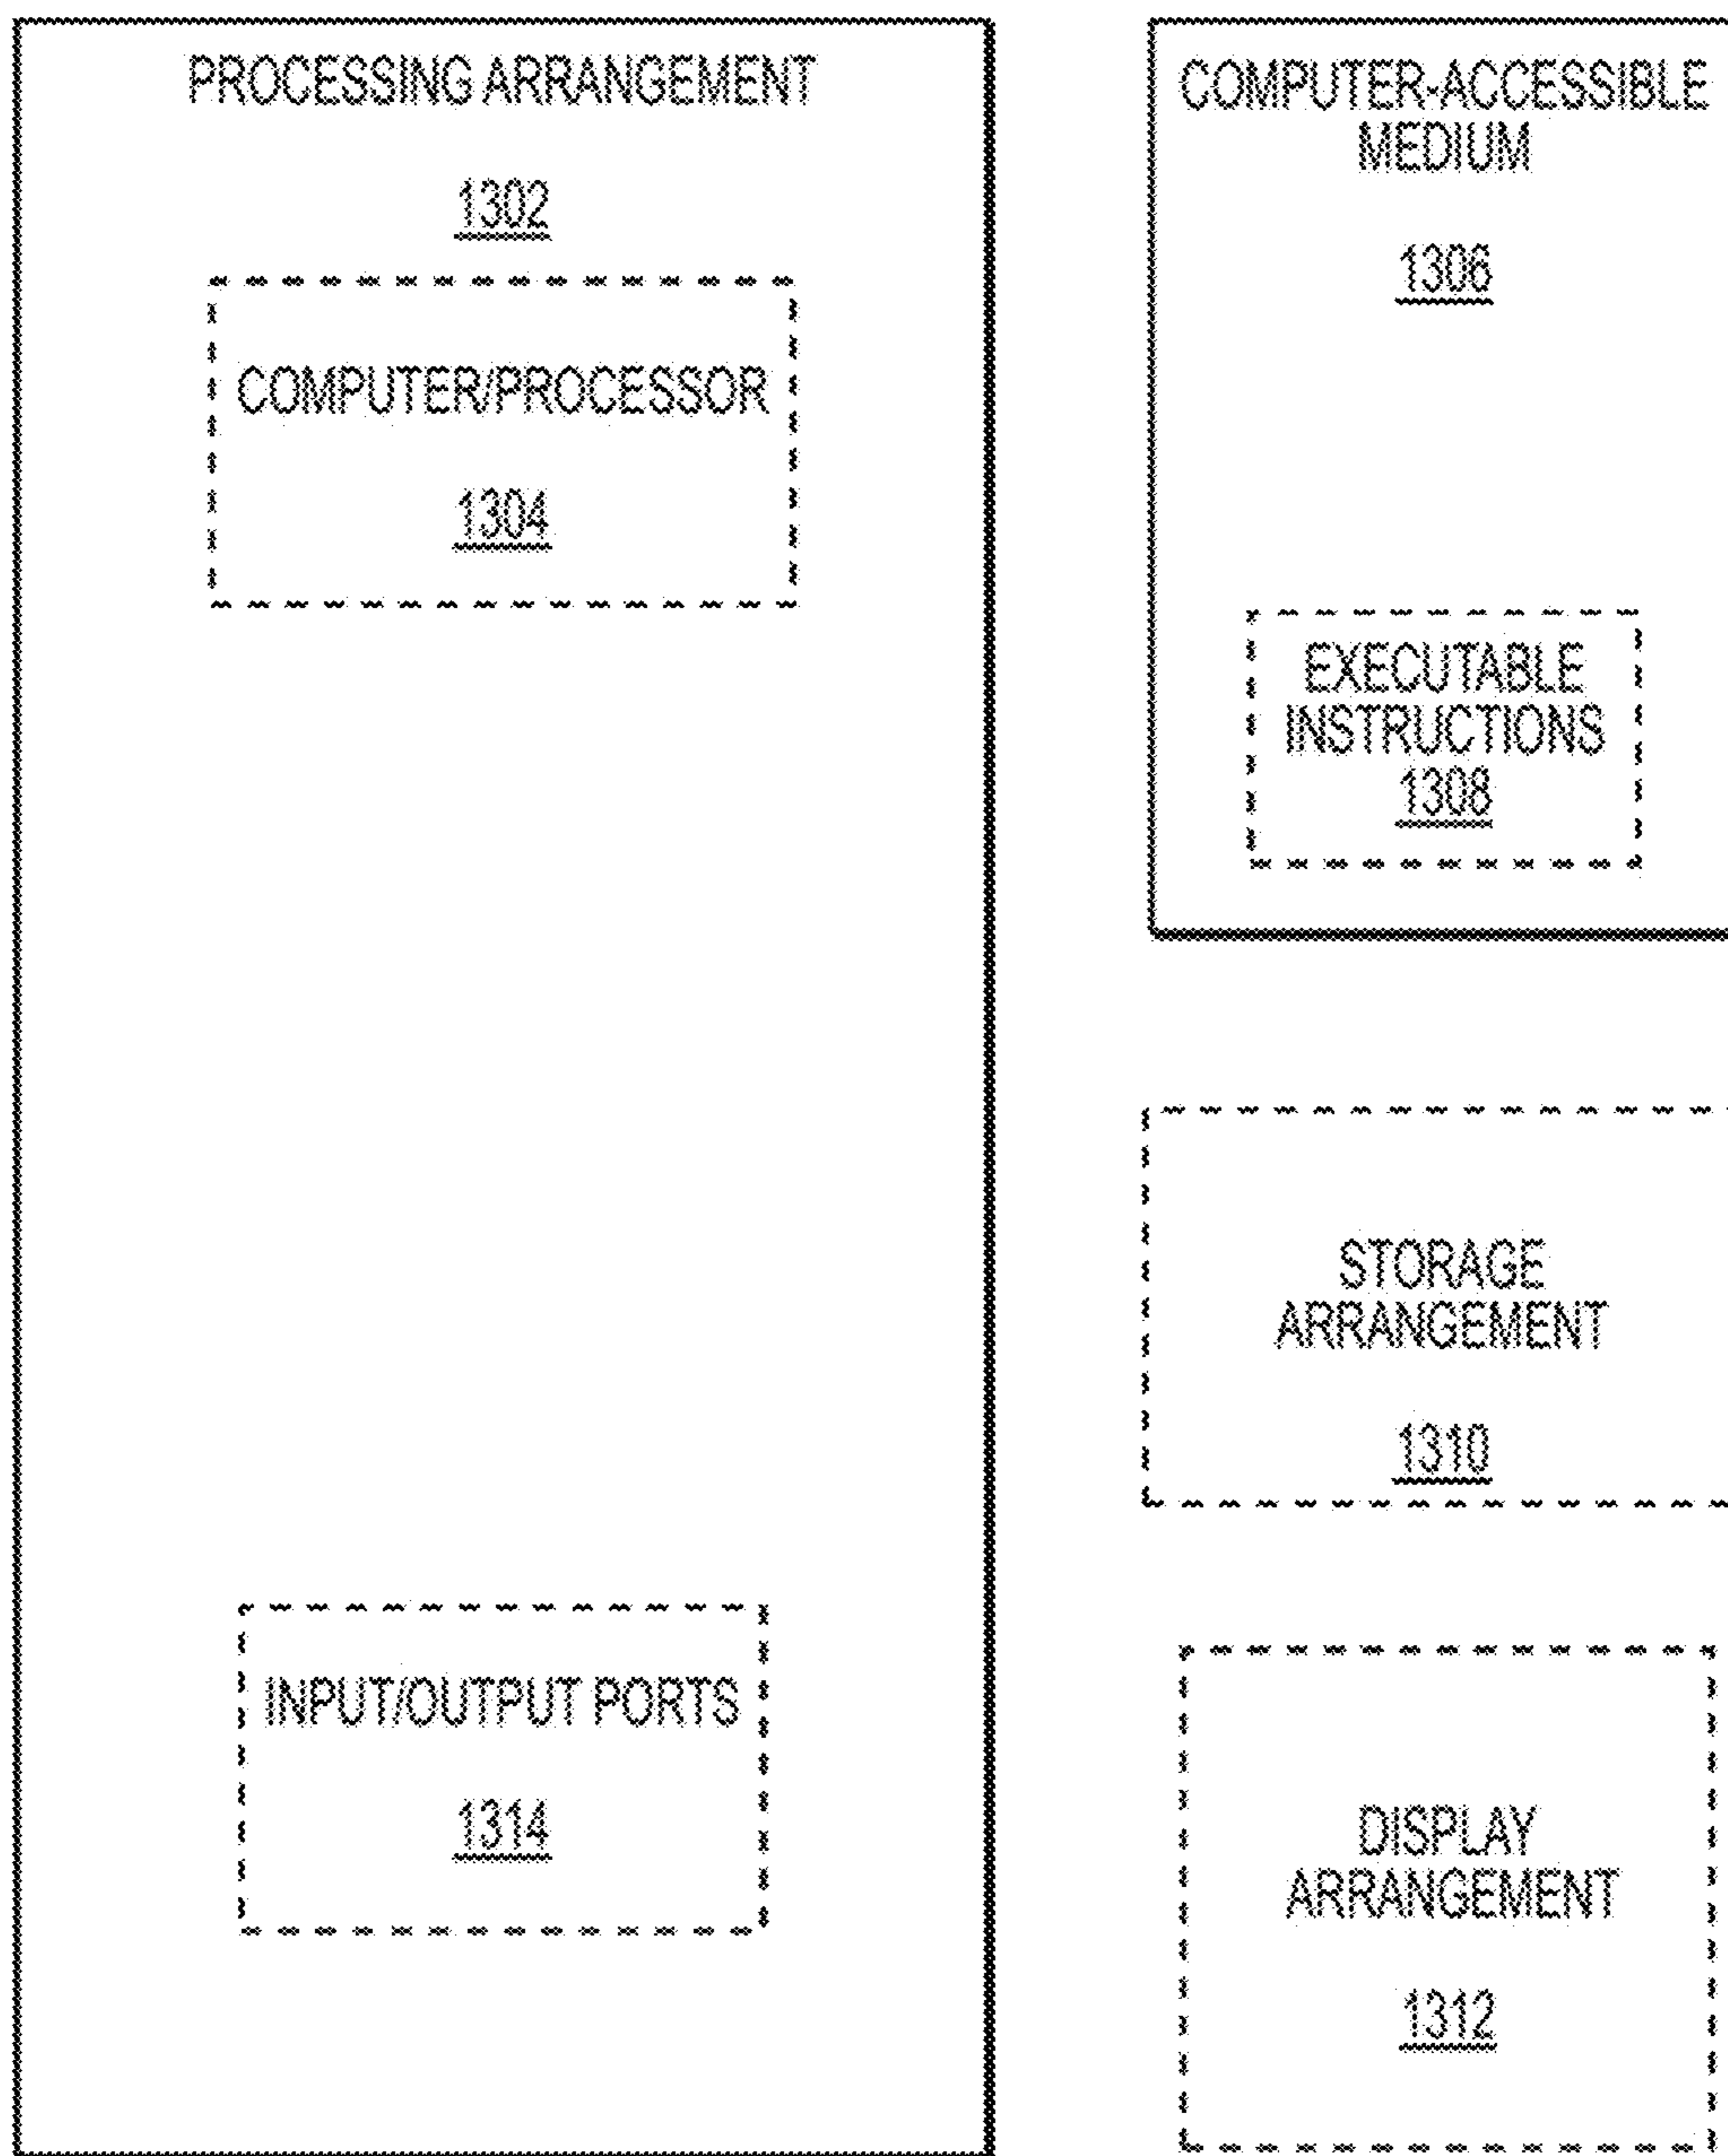 PROCESSING ARRANGEMENT
1302
COMPUTER/PROCESSOR
1304
INPUT/OUTPUT PORTS
1314
COMPUTER-ACCESSIBLE
MEDIUM
1306
EXECUTABLE
INSTRUCTIONS
1308
STORAGE
ARRANGEMENT
1310
DISPLAY
ARRANGEMENT
1312